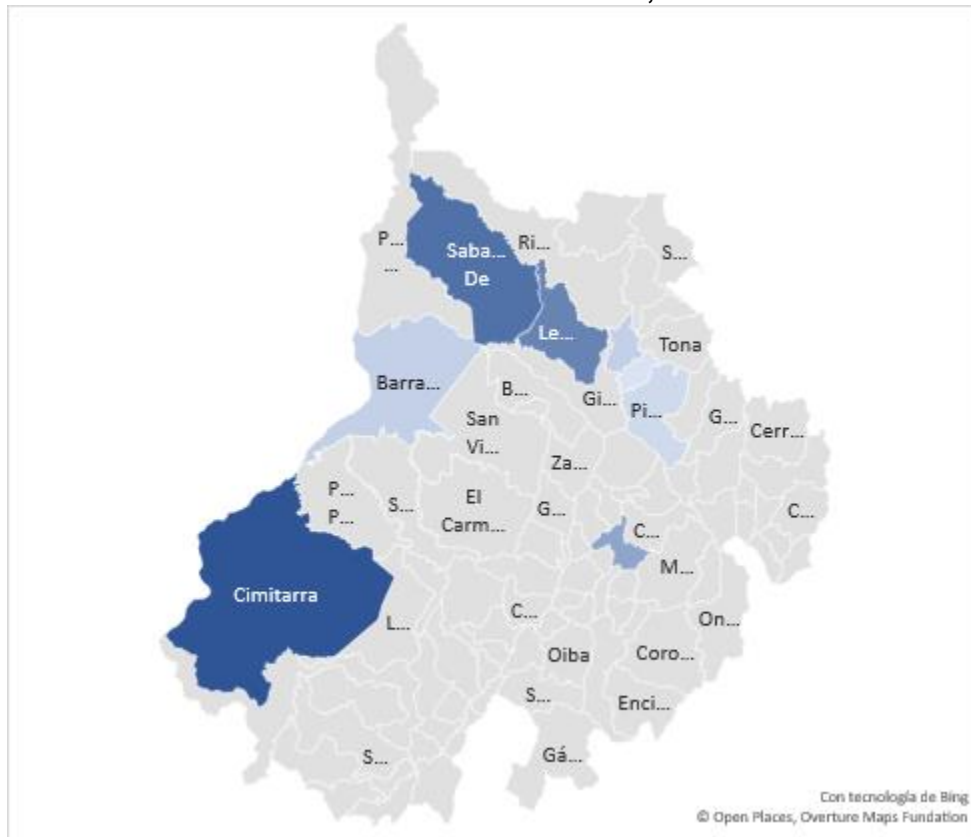 P...
...
Saba...
De
Ri...
S...
Le...
Tona
Barra...
B...
Gi...
Pi...
San
Vi...
G...
Cerr...
Za...
P...
P...
S...
El
Carm...
G...
C...
C...
M...
Cimitarra
L...
C...
On...
Oiba
Coro...
S...
Enci...
S...
Gá...
Con tecnología de Bing
© Open Places, Overture Maps Fundation